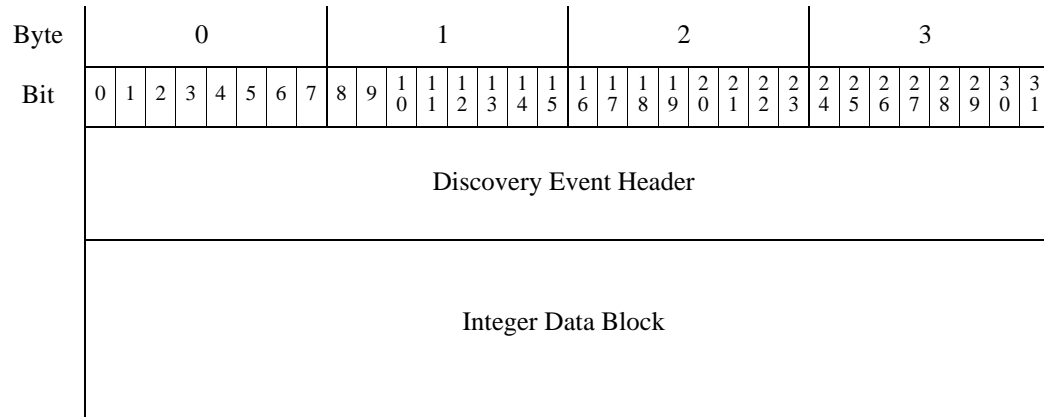 Byte 0 1 2 3
Bit 0 1 2 3 4 5 6 7 8 9 10 11 12 13 14 15 16 17 18 19 20 21 22 23 24 25 26 27 28 29 30 31
Discovery Event Header
Integer Data Block